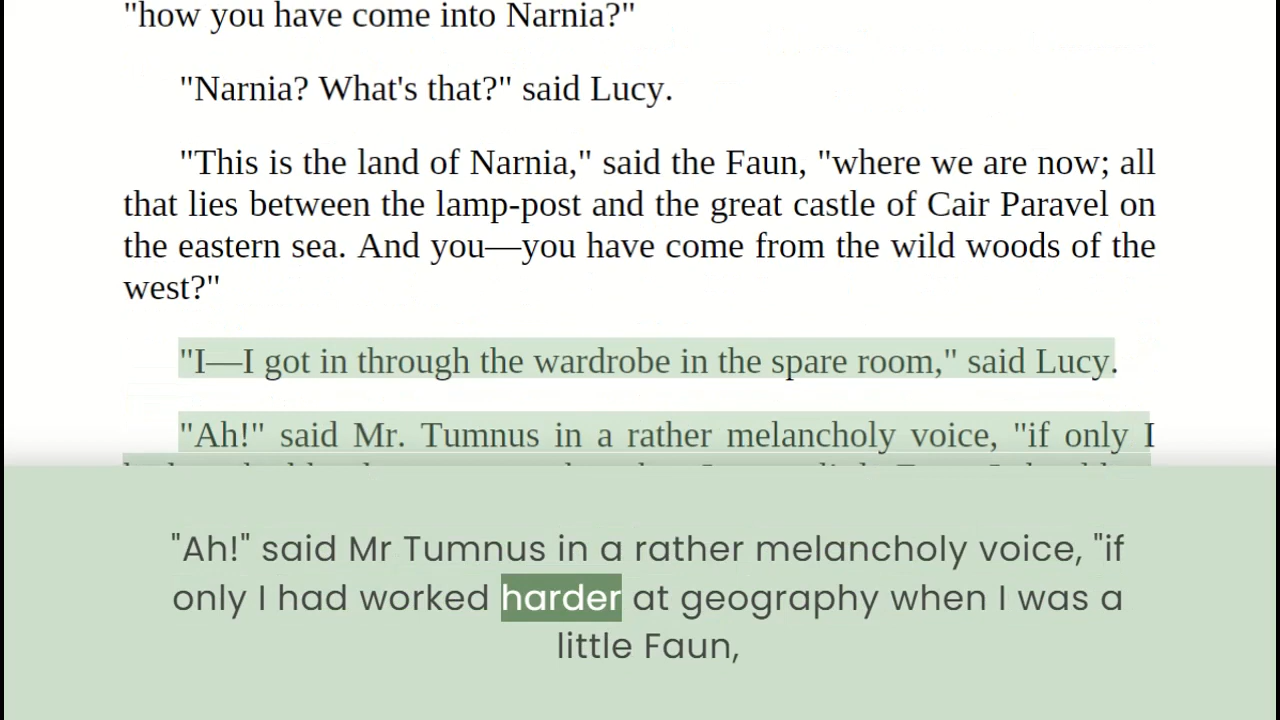 "how you have come into Narnia?"
"Narnia? What's that?" said Lucy.
"This is the land of Narnia," said the Faun, "where we are now; all
that lies between the lamp-post and the great castle of Cair Paravel on
the eastern sea. And you—you have come from the wild woods of the
west?"
"I—I got in through the wardrobe in the spare room," said Lucy.
"Ah!" said Mr. Tumnus in a rather melancholy voice, "if only I
"Ah!" said Mr Tumnus in a rather melancholy voice, "if
only I had worked harder at geography when I was a
little Faun,